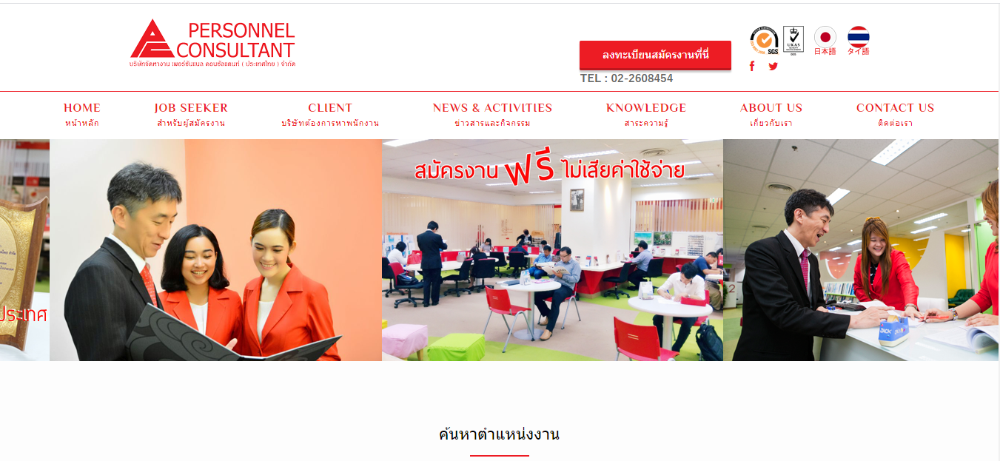 PERSONNEL
CONSULTANT
บริษัทจัดหางาน เพอร์ซันแนล คอนซัลแตนท์ ( ประเทศไทย ) จำกัด
ลงทะเบียนสมัครงานที่นี่
TEL : 02-2608454
SGS
UKAS
日本語
タイ語
HOME
หน้าหลัก
JOB SEEKER
สำหรับผู้สมัครงาน
CLIENT
บริษัทต้องการหาพนักงาน
NEWS & ACTIVITIES
ข่าวสารและกิจกรรม
KNOWLEDGE
สาระความรู้
ABOUT US
เกี่ยวกับเรา
CONTACT US
ติดต่อเรา
ประเทศ
สมัครงาน ฟรี ไม่เสียค่าใช้จ่าย
JACK
ค้นหาตำแหน่งงาน